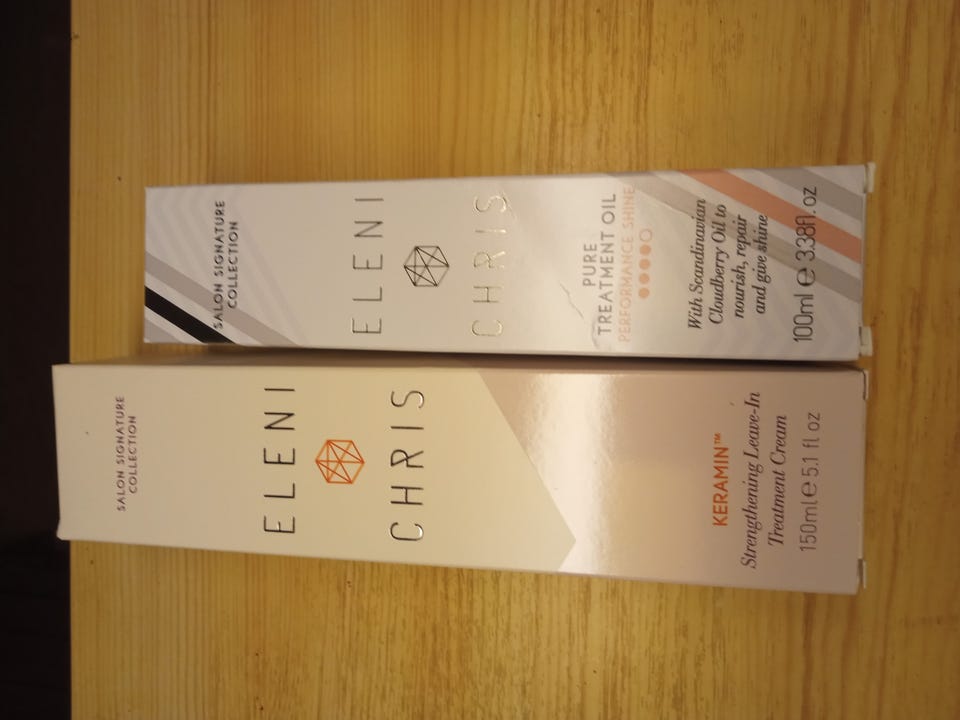 SALON SIGNATURE
COLLECTION
ELENI
CHRIS
PURE
TREATMENT OIL
PERFORMANCE SHINE
With Scandinavian
Cloudberry Oil to
nourish, repair
and give shine
100ml ℮ 3.38fl. oz
SALON SIGNATURE
COLLECTION
ELENI
CHRIS
KERAMIN™
Strengthening Leave-In
Treatment Cream
150ml ℮ 5.1 fl oz